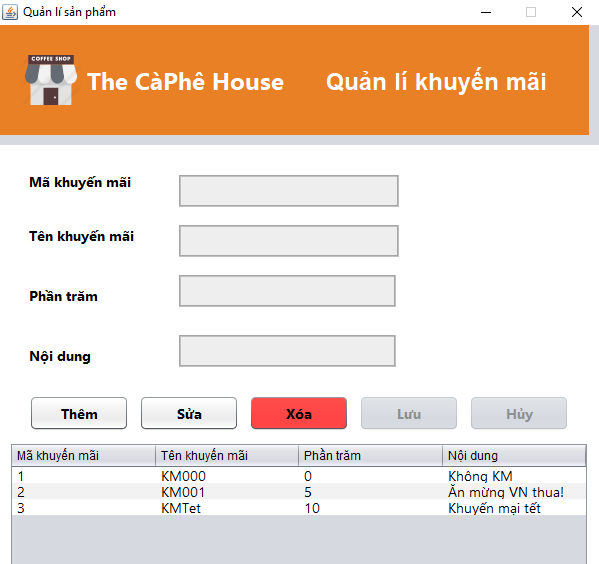 Quản lí sản phẩm
COFFEE SHOP
The CàPhê House Quản lí khuyến mãi
Mã khuyến mãi
Tên khuyến mãi
Phần trăm
Nội dung
Thêm Sửa Xóa Lưu Hủy
Mã khuyến mãi Tên khuyến mãi Phần trăm Nội dung
1 KM000 0 Không KM
2 KM001 5 Ăn mừng VN thua!
3 KMTet 10 Khuyến mại tết